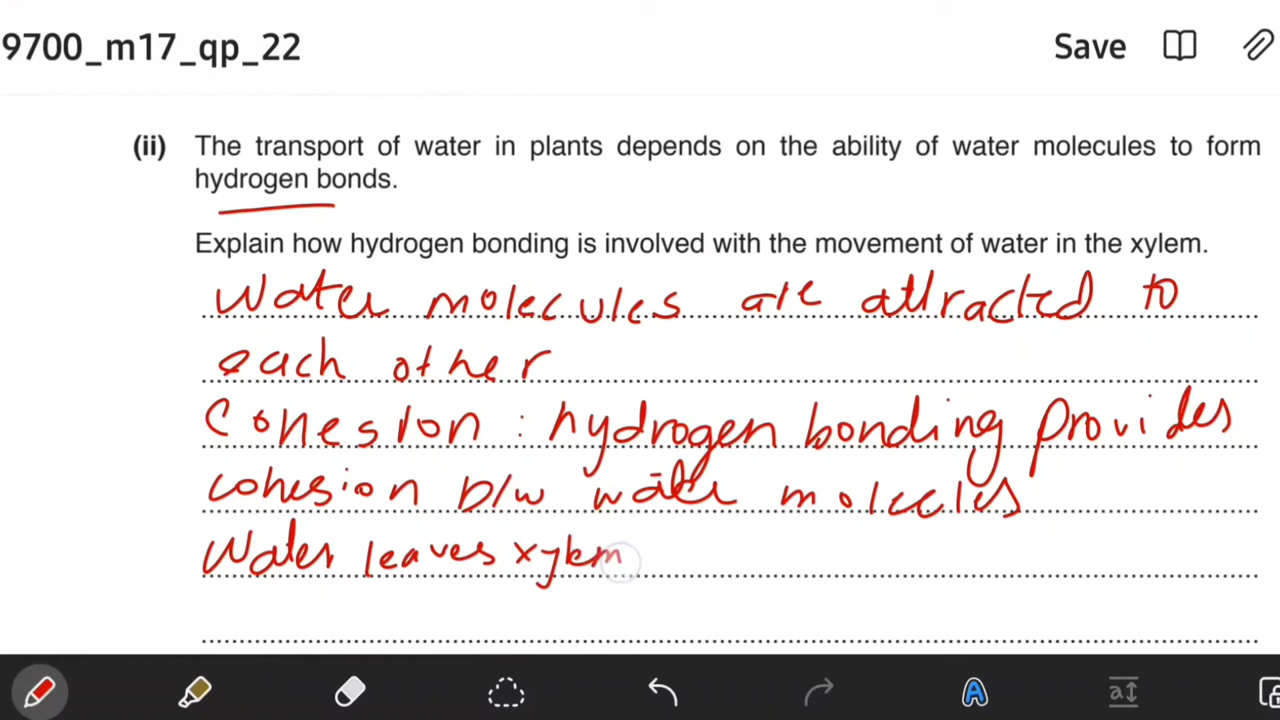 9700_m17_qp_22 Save
(ii) The transport of water in plants depends on the ability of water molecules to form
hydrogen bonds.
Explain how hydrogen bonding is involved with the movement of water in the xylem.
Water molecules are attracted to
each other
Cohesion : hydrogen bonding provides
cohesion b/w water molecules
Water leaves xylem
A
a